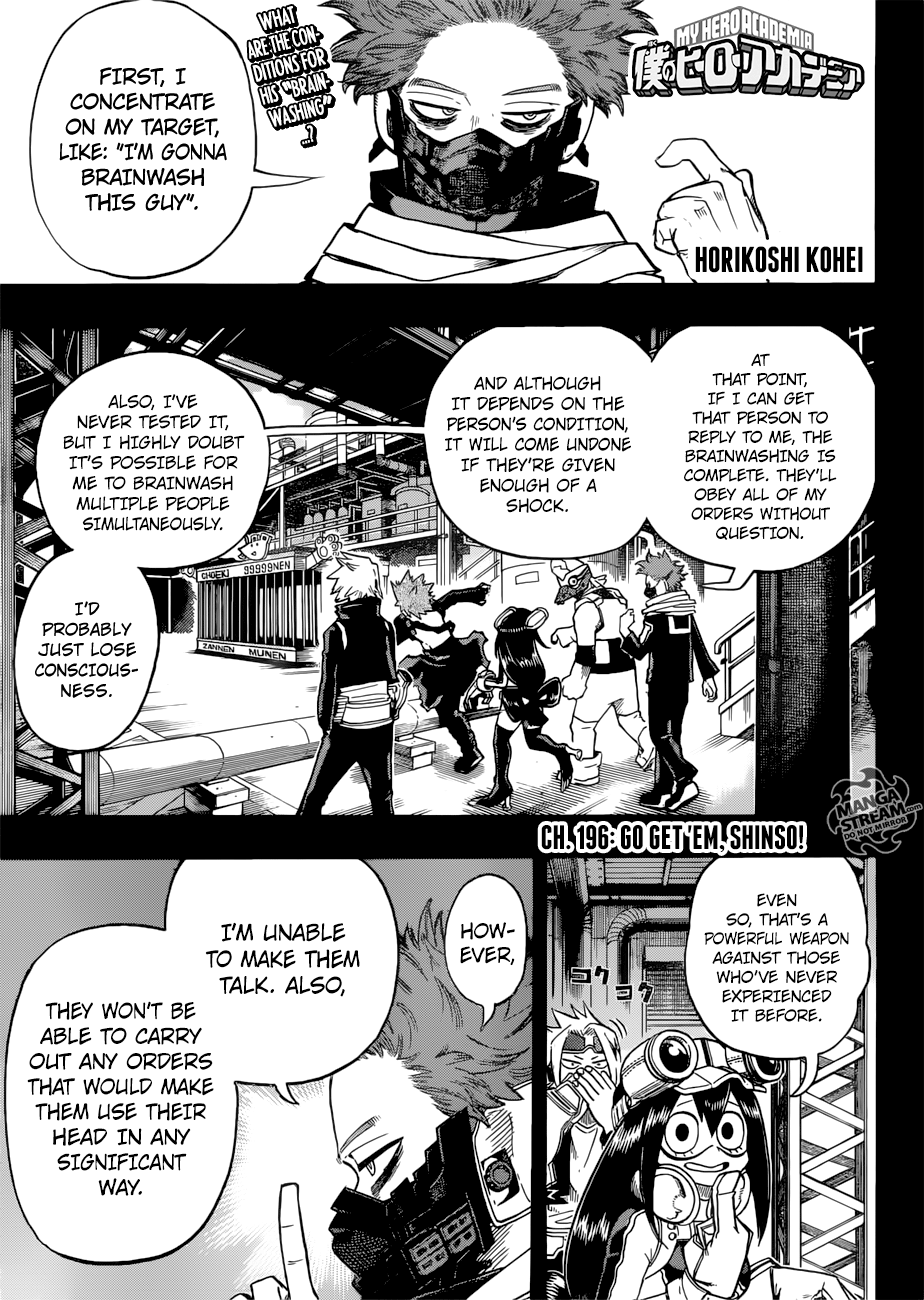 MY HERO ACADEMIA
僕のヒーローアカデミア
WHAT
ARE THE CON-
DITIONS FOR
HIS "BRAIN-
WASHING"
...?
FIRST, I
CONCENTRATE
ON MY TARGET,
LIKE: "I'M GONNA
BRAINWASH
THIS GUY".
HORIKOSHI KOHEI
AT
THAT POINT,
IF I CAN GET
THAT PERSON TO
REPLY TO ME, THE
BRAINWASHING IS
COMPLETE. THEY'LL
OBEY ALL OF MY
ORDERS WITHOUT
QUESTION.
AND ALTHOUGH
IT DEPENDS ON THE
PERSON'S CONDITION,
IT WILL COME UNDONE
IF THEY'RE GIVEN
ENOUGH OF A
SHOCK.
ALSO, I'VE
NEVER TESTED IT,
BUT I HIGHLY DOUBT
IT'S POSSIBLE FOR
ME TO BRAINWASH
MULTIPLE PEOPLE
SIMULTANEOUSLY.
I'D
PROBABLY
JUST LOSE
CONSCIOUS-
NESS.
CHOEKI 99999NEN
ZANNEN MUNEN
MANGA
STREAM.com
DO NOT MIRROR
CH. 196: GO GET 'EM, SHINSO!
EVEN
SO, THAT'S A
POWERFUL WEAPON
AGAINST THOSE
WHO'VE NEVER
EXPERIENCED
IT BEFORE.
コク
コク
HOW-
EVER,
I'M UNABLE
TO MAKE THEM
TALK. ALSO,
THEY WON'T BE
ABLE TO CARRY
OUT ANY ORDERS
THAT WOULD MAKE
THEM USE THEIR
HEAD IN ANY
SIGNIFICANT
WAY.